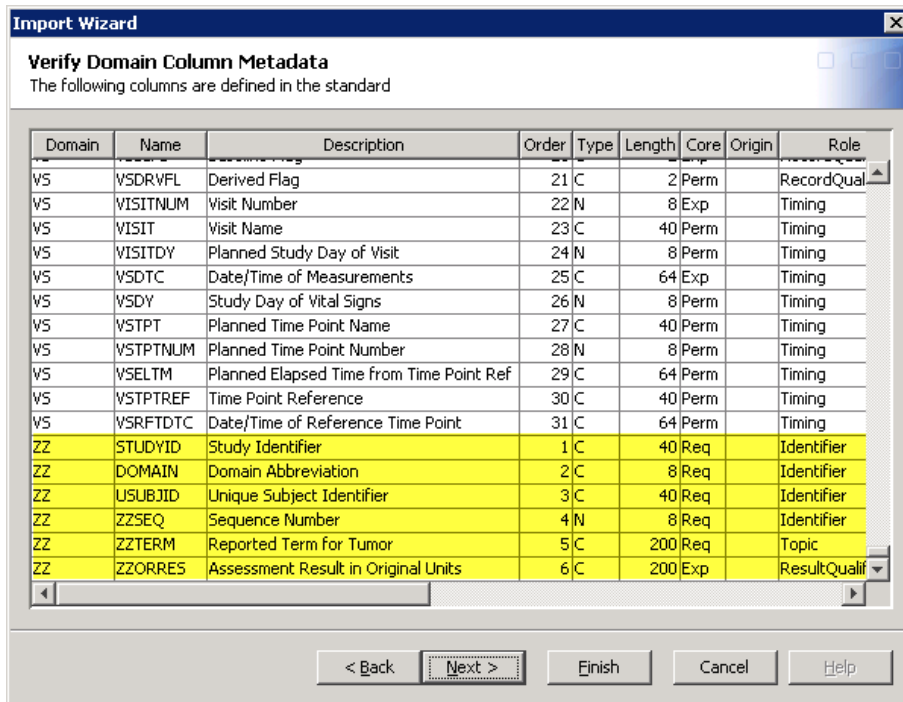 Import Wizard
Verify Domain Column Metadata
The following columns are defined in the standard
Domain Name Description Order Type Length Core Origin Role
VS VSDRVFL Derived Flag 21 C 2 Perm RecordQual
VS VISITNUM Visit Number 22 N 8 Exp Timing
VS VISIT Visit Name 23 C 40 Perm Timing
VS VISITDY Planned Study Day of Visit 24 N 8 Perm Timing
VS VSDTC Date/Time of Measurements 25 C 64 Exp Timing
VS VSDY Study Day of Vital Signs 26 N 8 Perm Timing
VS VSTPT Planned Time Point Name 27 C 40 Perm Timing
VS VSTPTNUM Planned Time Point Number 28 N 8 Perm Timing
VS VSELTM Planned Elapsed Time from Time Point Ref 29 C 64 Perm Timing
VS VSTPTREF Time Point Reference 30 C 40 Perm Timing
VS VSRFTDTC Date/Time of Reference Time Point 31 C 64 Perm Timing
ZZ STUDYID Study Identifier 1 C 40 Req Identifier
ZZ DOMAIN Domain Abbreviation 2 C 8 Req Identifier
ZZ USUBJID Unique Subject Identifier 3 C 40 Req Identifier
ZZ ZZSEQ Sequence Number 4 N 8 Req Identifier
ZZ ZZTERM Reported Term for Tumor 5 C 200 Req Topic
ZZ ZZORRES Assessment Result in Original Units 6 C 200 Exp ResultQualif
< Back Next > Finish Cancel Help